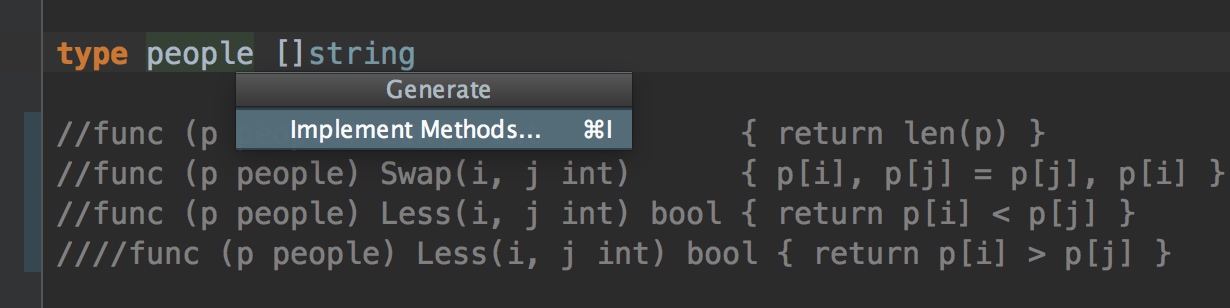 type people []string
Generate
Implement Methods... ⌘I
//func (p { return len(p) }
//func (p people) Swap(i, j int) { p[i], p[j] = p[j], p[i] }
//func (p people) Less(i, j int) bool { return p[i] < p[j] }
////func (p people) Less(i, j int) bool { return p[i] > p[j] }